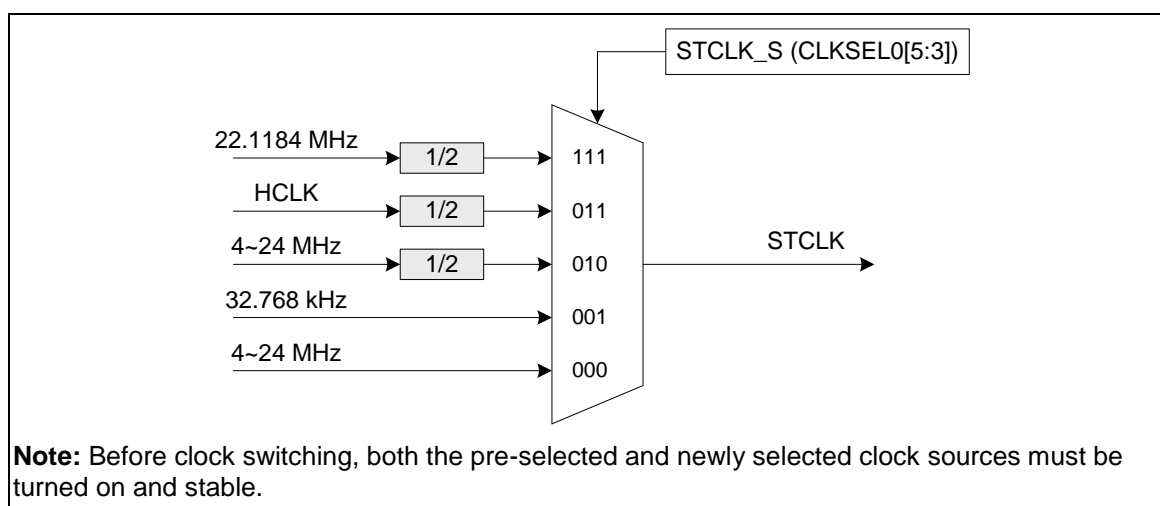 STCLK_S (CLKSEL0[5:3])
22.1184 MHz
1/2
111
HCLK
1/2
011
4~24 MHz
1/2
010
STCLK
32.768 kHz
001
4~24 MHz
000
Note: Before clock switching, both the pre-selected and newly selected clock sources must be
turned on and stable.